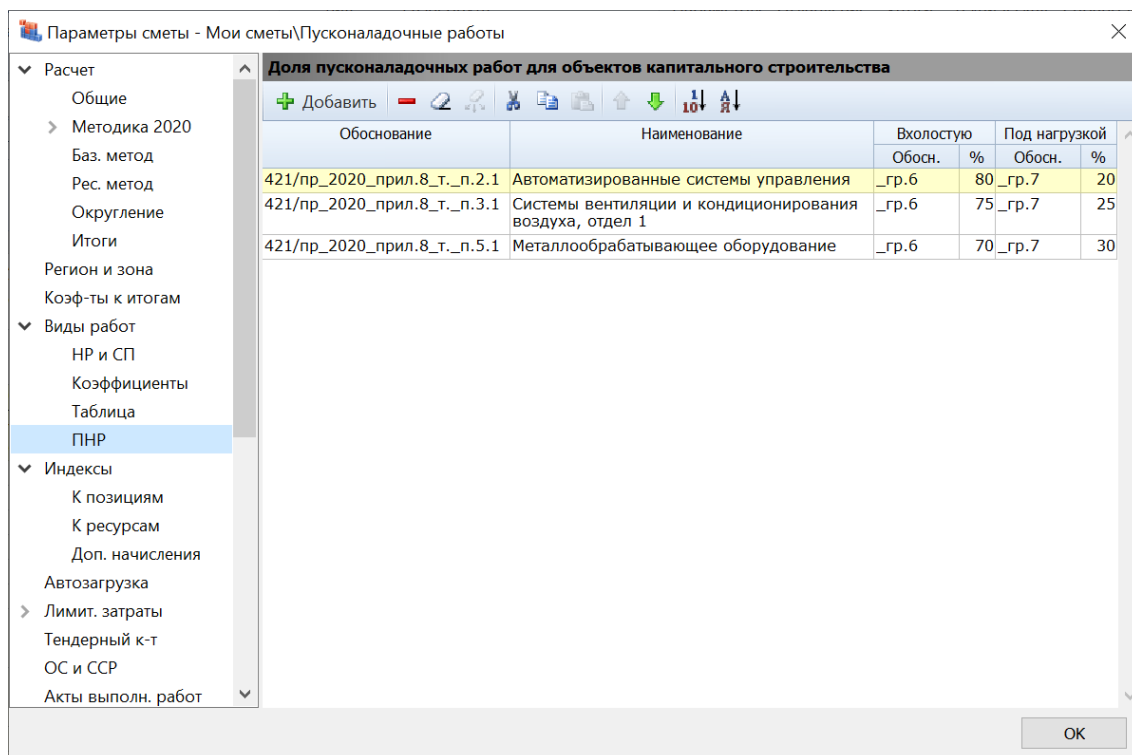 Параметры сметы - Мои сметы\Пусконаладочные работы
Расчет
Общие
Методика 2020
Баз. метод
Рес. метод
Округление
Итоги
Регион и зона
Коэф-ты к итогам
Виды работ
НР и СП
Коэффициенты
Таблица
ПНР
Индексы
К позициям
К ресурсам
Доп. начисления
Автозагрузка
Лимит. затраты
Тендерный к-т
ОС и ССР
Акты выполн. работ
Доля пусконаладочных работ для объектов капитального строительства
Добавить
Обоснование Наименование Вхолостую Под нагрузкой
Обосн. % Обосн. %
421/пр_2020_прил.8_т._п.2.1 Автоматизированные системы управления _гр.6 80 _гр.7 20
421/пр_2020_прил.8_т._п.3.1 Системы вентиляции и кондиционирования _гр.6 75 _гр.7 25
воздуха, отдел 1
421/пр_2020_прил.8_т._п.5.1 Металлообрабатывающее оборудование _гр.6 70 _гр.7 30
OK